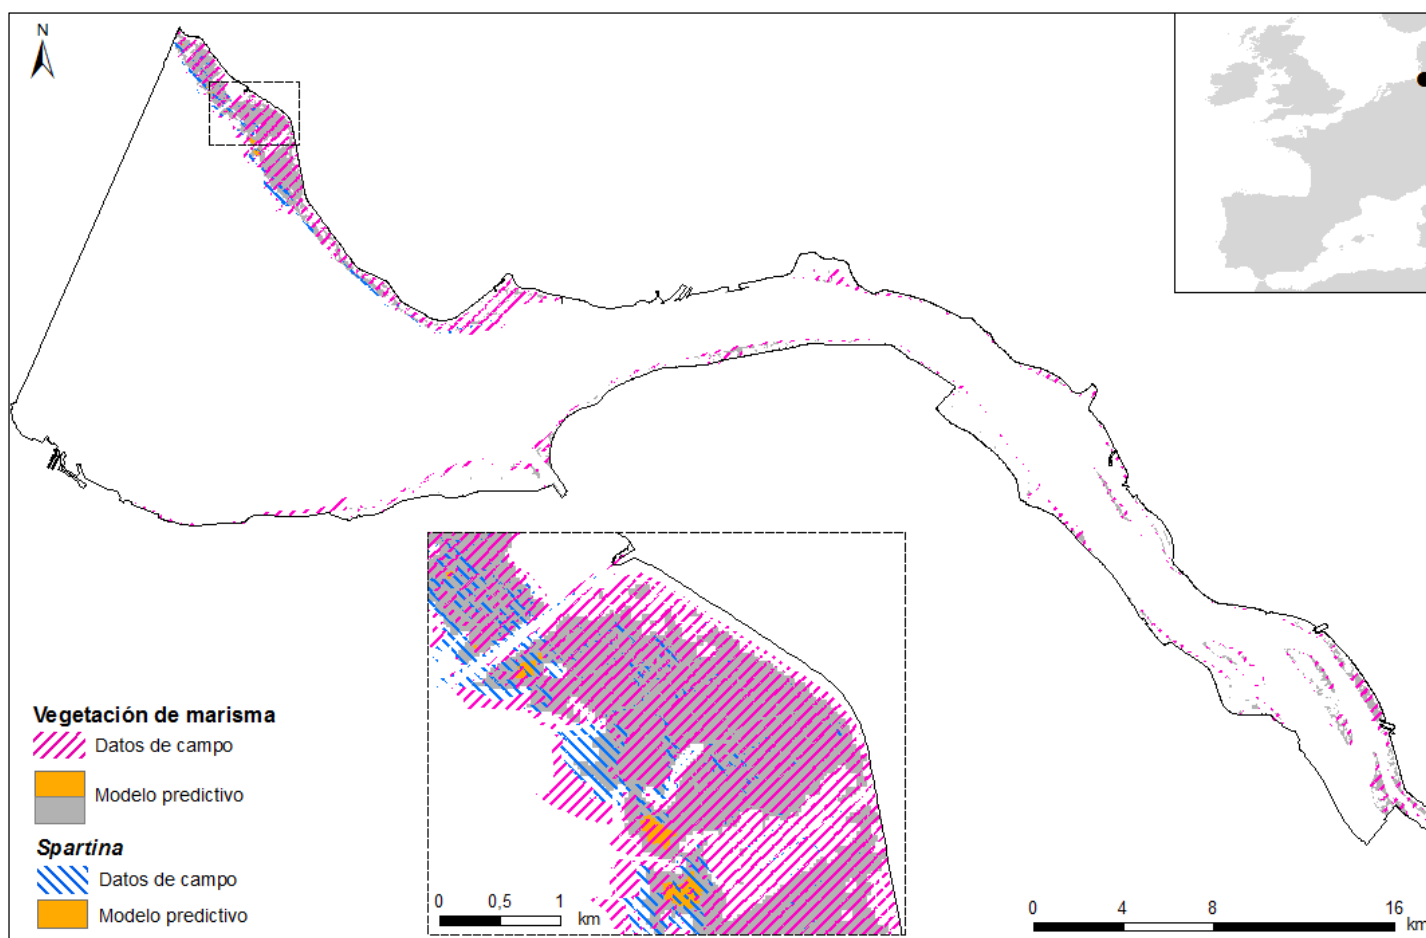 N
Vegetación de marisma
Datos de campo
Modelo predictivo
Spartina
Datos de campo
Modelo predictivo
0 0,5 1
km
0 4 8 16
km